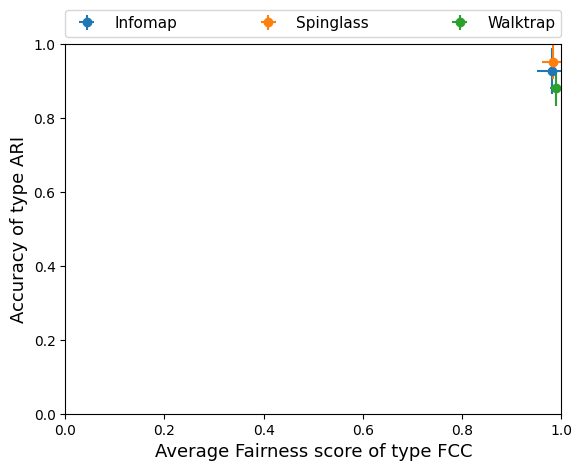 Infomap Spinglass Walktrap
1.0
0.8
0.6
0.4
0.2
0.0
Accuracy of type ARI
0.0 0.2 0.4 0.6 0.8 1.0
Average Fairness score of type FCC